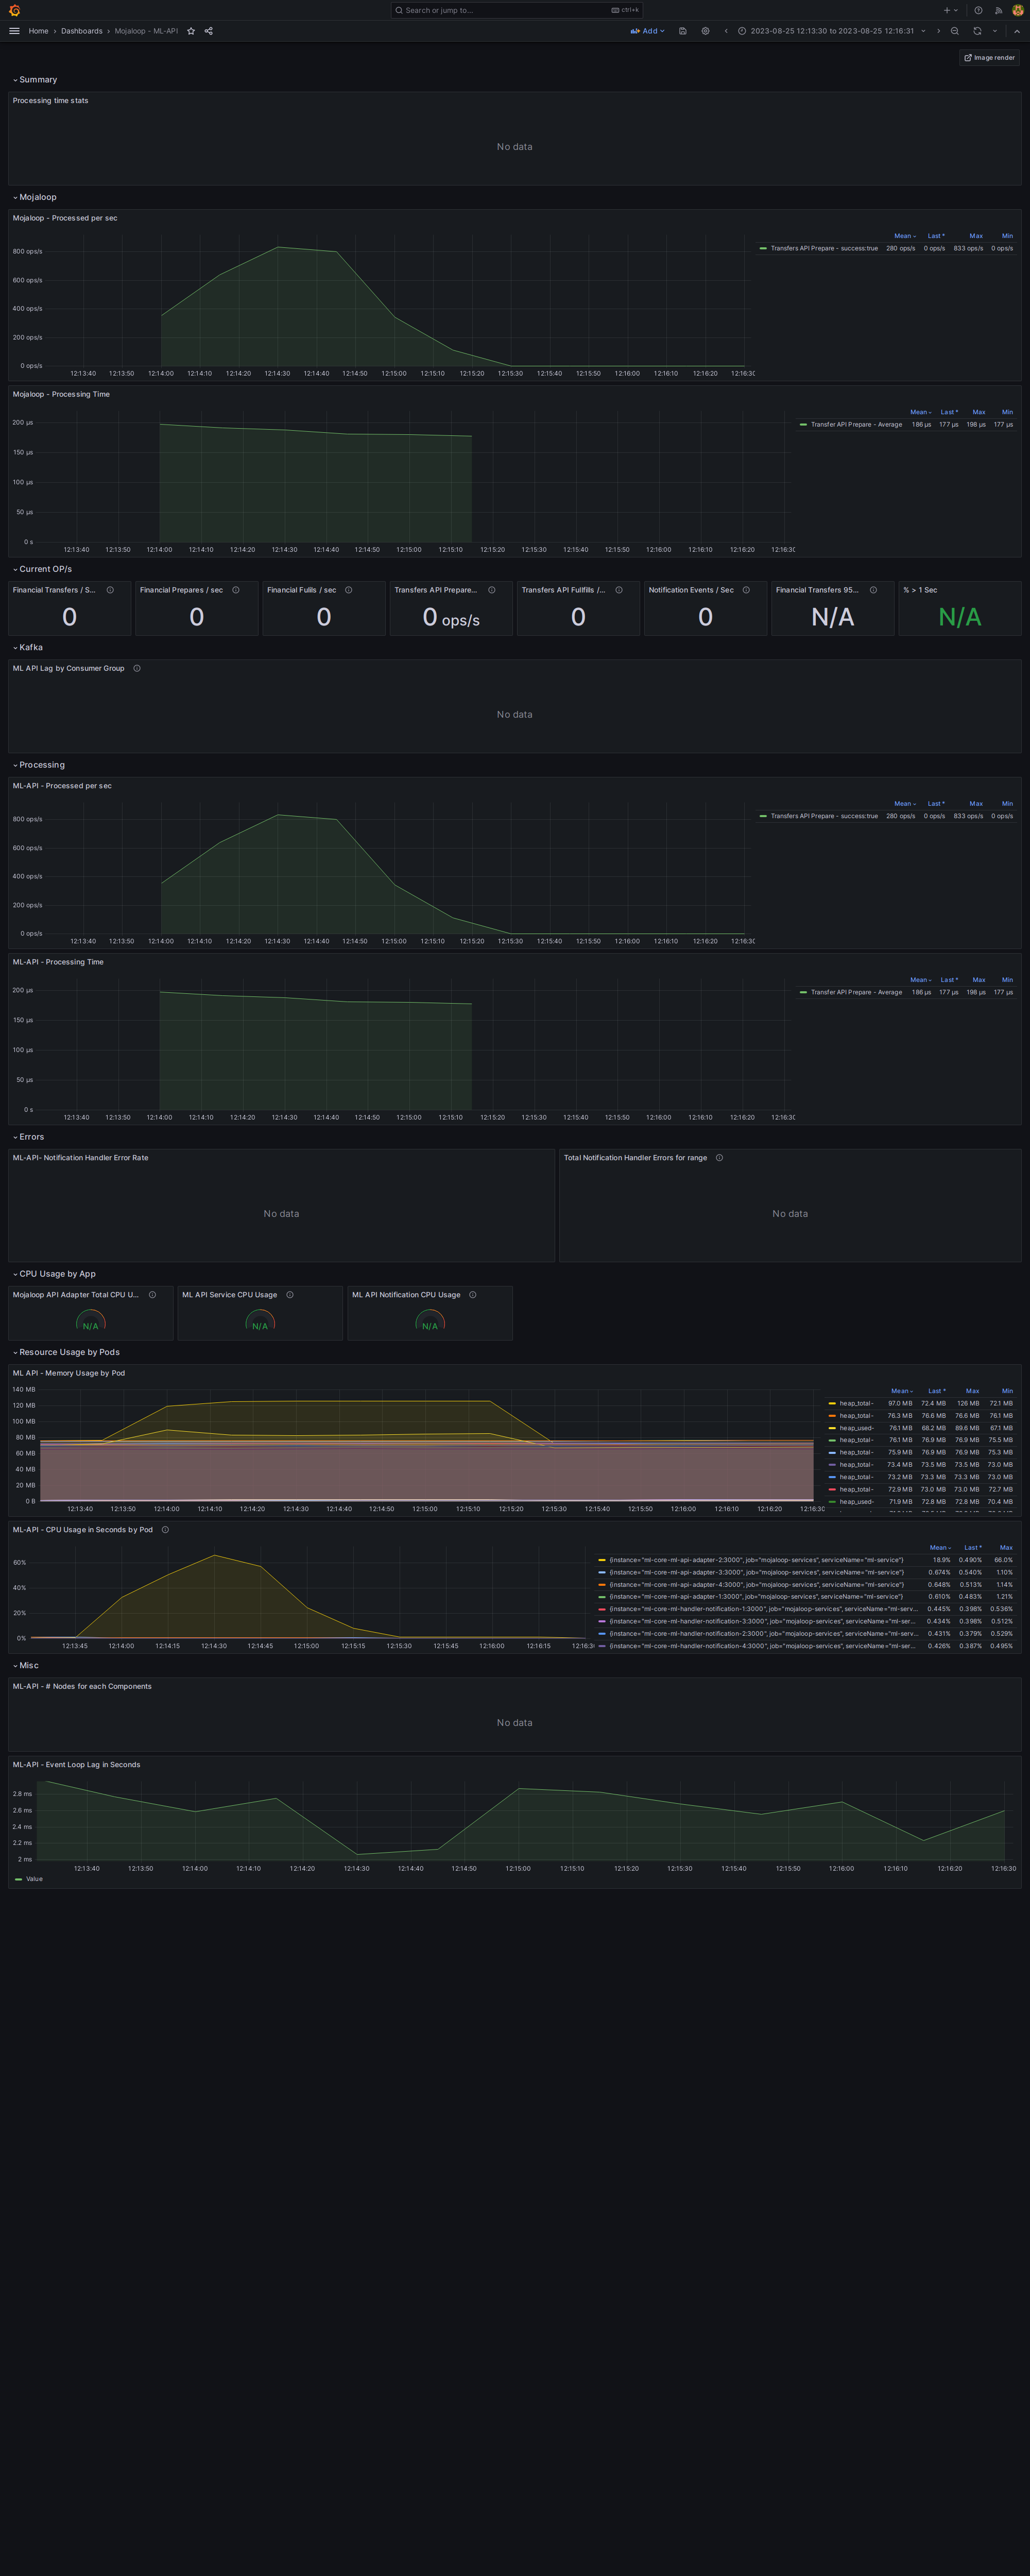 Search or jump to... ctrl+k
Home › Dashboards › Mojaloop - ML-API Add 2023-08-25 12:13:30 to 2023-08-25 12:16:31
Image render
Summary
Processing time stats
No data
Mojaloop
Mojaloop - Processed per sec
Mean Last * Max Min
Transfers API Prepare - success:true 280 ops/s 0 ops/s 833 ops/s 0 ops/s
800 ops/s
600 ops/s
400 ops/s
200 ops/s
0 ops/s
12:13:40 12:13:50 12:14:00 12:14:10 12:14:20 12:14:30 12:14:40 12:14:50 12:15:00 12:15:10 12:15:20 12:15:30 12:15:40 12:15:50 12:16:00 12:16:10 12:16:20 12:16:30
Mojaloop - Processing Time
Mean Last * Max Min
Transfer API Prepare - Average 186 µs 177 µs 198 µs 177 µs
200 µs
150 µs
100 µs
50 µs
0 s
12:13:40 12:13:50 12:14:00 12:14:10 12:14:20 12:14:30 12:14:40 12:14:50 12:15:00 12:15:10 12:15:20 12:15:30 12:15:40 12:15:50 12:16:00 12:16:10 12:16:20 12:16:30
Current OP/s
Financial Transfers / S... Financial Prepares / sec Financial Fulils / sec Transfers API Prepare... Transfers API Fullfills /... Notification Events / Sec Financial Transfers 95... % > 1 Sec
0 0 0 0 ops/s 0 0 N/A N/A
Kafka
ML API Lag by Consumer Group
No data
Processing
ML-API - Processed per sec
Mean Last * Max Min
Transfers API Prepare - success:true 280 ops/s 0 ops/s 833 ops/s 0 ops/s
800 ops/s
600 ops/s
400 ops/s
200 ops/s
0 ops/s
12:13:40 12:13:50 12:14:00 12:14:10 12:14:20 12:14:30 12:14:40 12:14:50 12:15:00 12:15:10 12:15:20 12:15:30 12:15:40 12:15:50 12:16:00 12:16:10 12:16:20 12:16:30
ML-API - Processing Time
Mean Last * Max Min
Transfer API Prepare - Average 186 µs 177 µs 198 µs 177 µs
200 µs
150 µs
100 µs
50 µs
0 s
12:13:40 12:13:50 12:14:00 12:14:10 12:14:20 12:14:30 12:14:40 12:14:50 12:15:00 12:15:10 12:15:20 12:15:30 12:15:40 12:15:50 12:16:00 12:16:10 12:16:20 12:16:30
Errors
ML-API- Notification Handler Error Rate Total Notification Handler Errors for range
No data No data
CPU Usage by App
Mojaloop API Adapter Total CPU U... ML API Service CPU Usage ML API Notification CPU Usage
N/A N/A N/A
Resource Usage by Pods
ML API - Memory Usage by Pod
140 MB
120 MB
100 MB
80 MB
60 MB
40 MB
20 MB
0 B
12:13:40 12:13:50 12:14:00 12:14:10 12:14:20 12:14:30 12:14:40 12:14:50 12:15:00 12:15:10 12:15:20 12:15:30 12:15:40 12:15:50 12:16:00 12:16:10 12:16:20 12:16:30
Mean Last * Max Min
heap_total- 97.0 MB 72.4 MB 126 MB 72.1 MB
heap_total- 76.3 MB 76.6 MB 76.6 MB 76.1 MB
heap_used- 76.1 MB 68.2 MB 89.6 MB 67.1 MB
heap_total- 76.1 MB 76.9 MB 76.9 MB 75.5 MB
heap_total- 75.9 MB 76.9 MB 76.9 MB 75.3 MB
heap_total- 73.4 MB 73.5 MB 73.5 MB 73.0 MB
heap_total- 73.2 MB 73.3 MB 73.3 MB 73.0 MB
heap_total- 72.9 MB 73.0 MB 73.0 MB 72.7 MB
heap_used- 71.9 MB 72.8 MB 72.8 MB 70.4 MB
ML-API - CPU Usage in Seconds by Pod
60%
40%
20%
0%
12:13:45 12:14:00 12:14:15 12:14:30 12:14:45 12:15:00 12:15:15 12:15:30 12:15:45 12:16:00 12:16:15 12:16:30
Mean Last * Max
{instance="ml-core-ml-api-adapter-2:3000", job="mojaloop-services", serviceName="ml-service"} 18.9% 0.490% 66.0%
{instance="ml-core-ml-api-adapter-3:3000", job="mojaloop-services", serviceName="ml-service"} 0.674% 0.540% 1.10%
{instance="ml-core-ml-api-adapter-4:3000", job="mojaloop-services", serviceName="ml-service"} 0.648% 0.513% 1.14%
{instance="ml-core-ml-api-adapter-1:3000", job="mojaloop-services", serviceName="ml-service"} 0.610% 0.483% 1.21%
{instance="ml-core-ml-handler-notification-1:3000", job="mojaloop-services", serviceName="ml-serv... 0.445% 0.398% 0.536%
{instance="ml-core-ml-handler-notification-3:3000", job="mojaloop-services", serviceName="ml-ser... 0.434% 0.398% 0.512%
{instance="ml-core-ml-handler-notification-2:3000", job="mojaloop-services", serviceName="ml-serv... 0.431% 0.379% 0.529%
{instance="ml-core-ml-handler-notification-4:3000", job="mojaloop-services", serviceName="ml-ser... 0.426% 0.387% 0.495%
Misc
ML-API - # Nodes for each Components
No data
ML-API - Event Loop Lag in Seconds
2.8 ms
2.6 ms
2.4 ms
2.2 ms
2 ms
12:13:40 12:13:50 12:14:00 12:14:10 12:14:20 12:14:30 12:14:40 12:14:50 12:15:00 12:15:10 12:15:20 12:15:30 12:15:40 12:15:50 12:16:00 12:16:10 12:16:20 12:16:30
Value